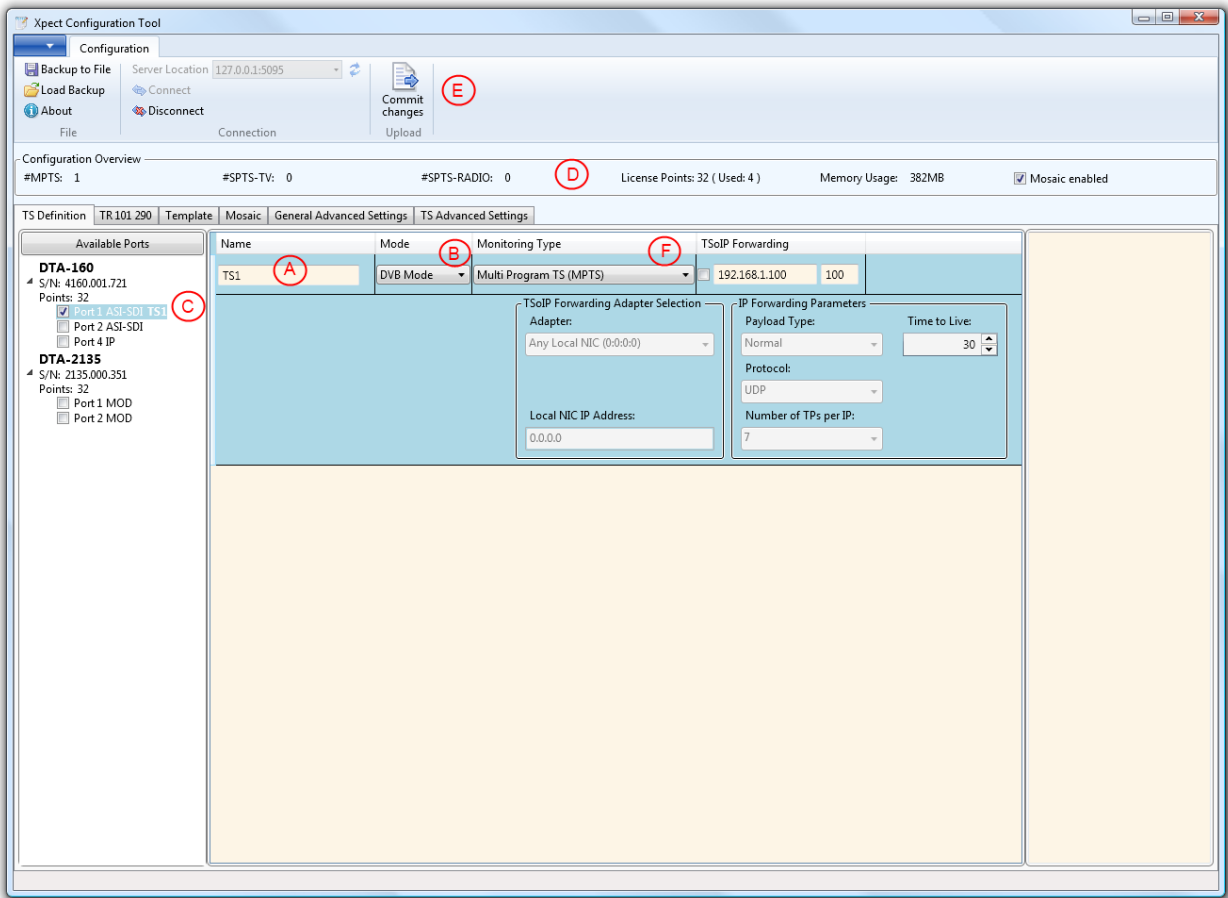 Xpect Configuration Tool
Configuration
Backup to File
Load Backup
About
File
Server Location 127.0.0.1:5095
Connect
Disconnect
Connection
Commit changes
Upload
E
Configuration Overview
#MPTS: 1 #SPTS-TV: 0 #SPTS-RADIO: 0 D License Points: 32 ( Used: 4 ) Memory Usage: 382MB Mosaic enabled
TS Definition TR 101 290 Template Mosaic General Advanced Settings TS Advanced Settings
Available Ports
DTA-160
S/N: 4160.001.721
Points: 32
Port 1 ASI-SDI TS1
C
Port 2 ASI-SDI
Port 4 IP
DTA-2135
S/N: 2135.000.351
Points: 32
Port 1 MOD
Port 2 MOD
Name Mode Monitoring Type TSoIP Forwarding
A B F
TS1 DVB Mode Multi Program TS (MPTS) 192.168.1.100 100
TSoIP Forwarding Adapter Selection
Adapter:
Any Local NIC (0:0:0:0)
Local NIC IP Address:
0.0.0.0
IP Forwarding Parameters
Payload Type:
Normal
Time to Live:
30
Protocol:
UDP
Number of TPs per IP:
7